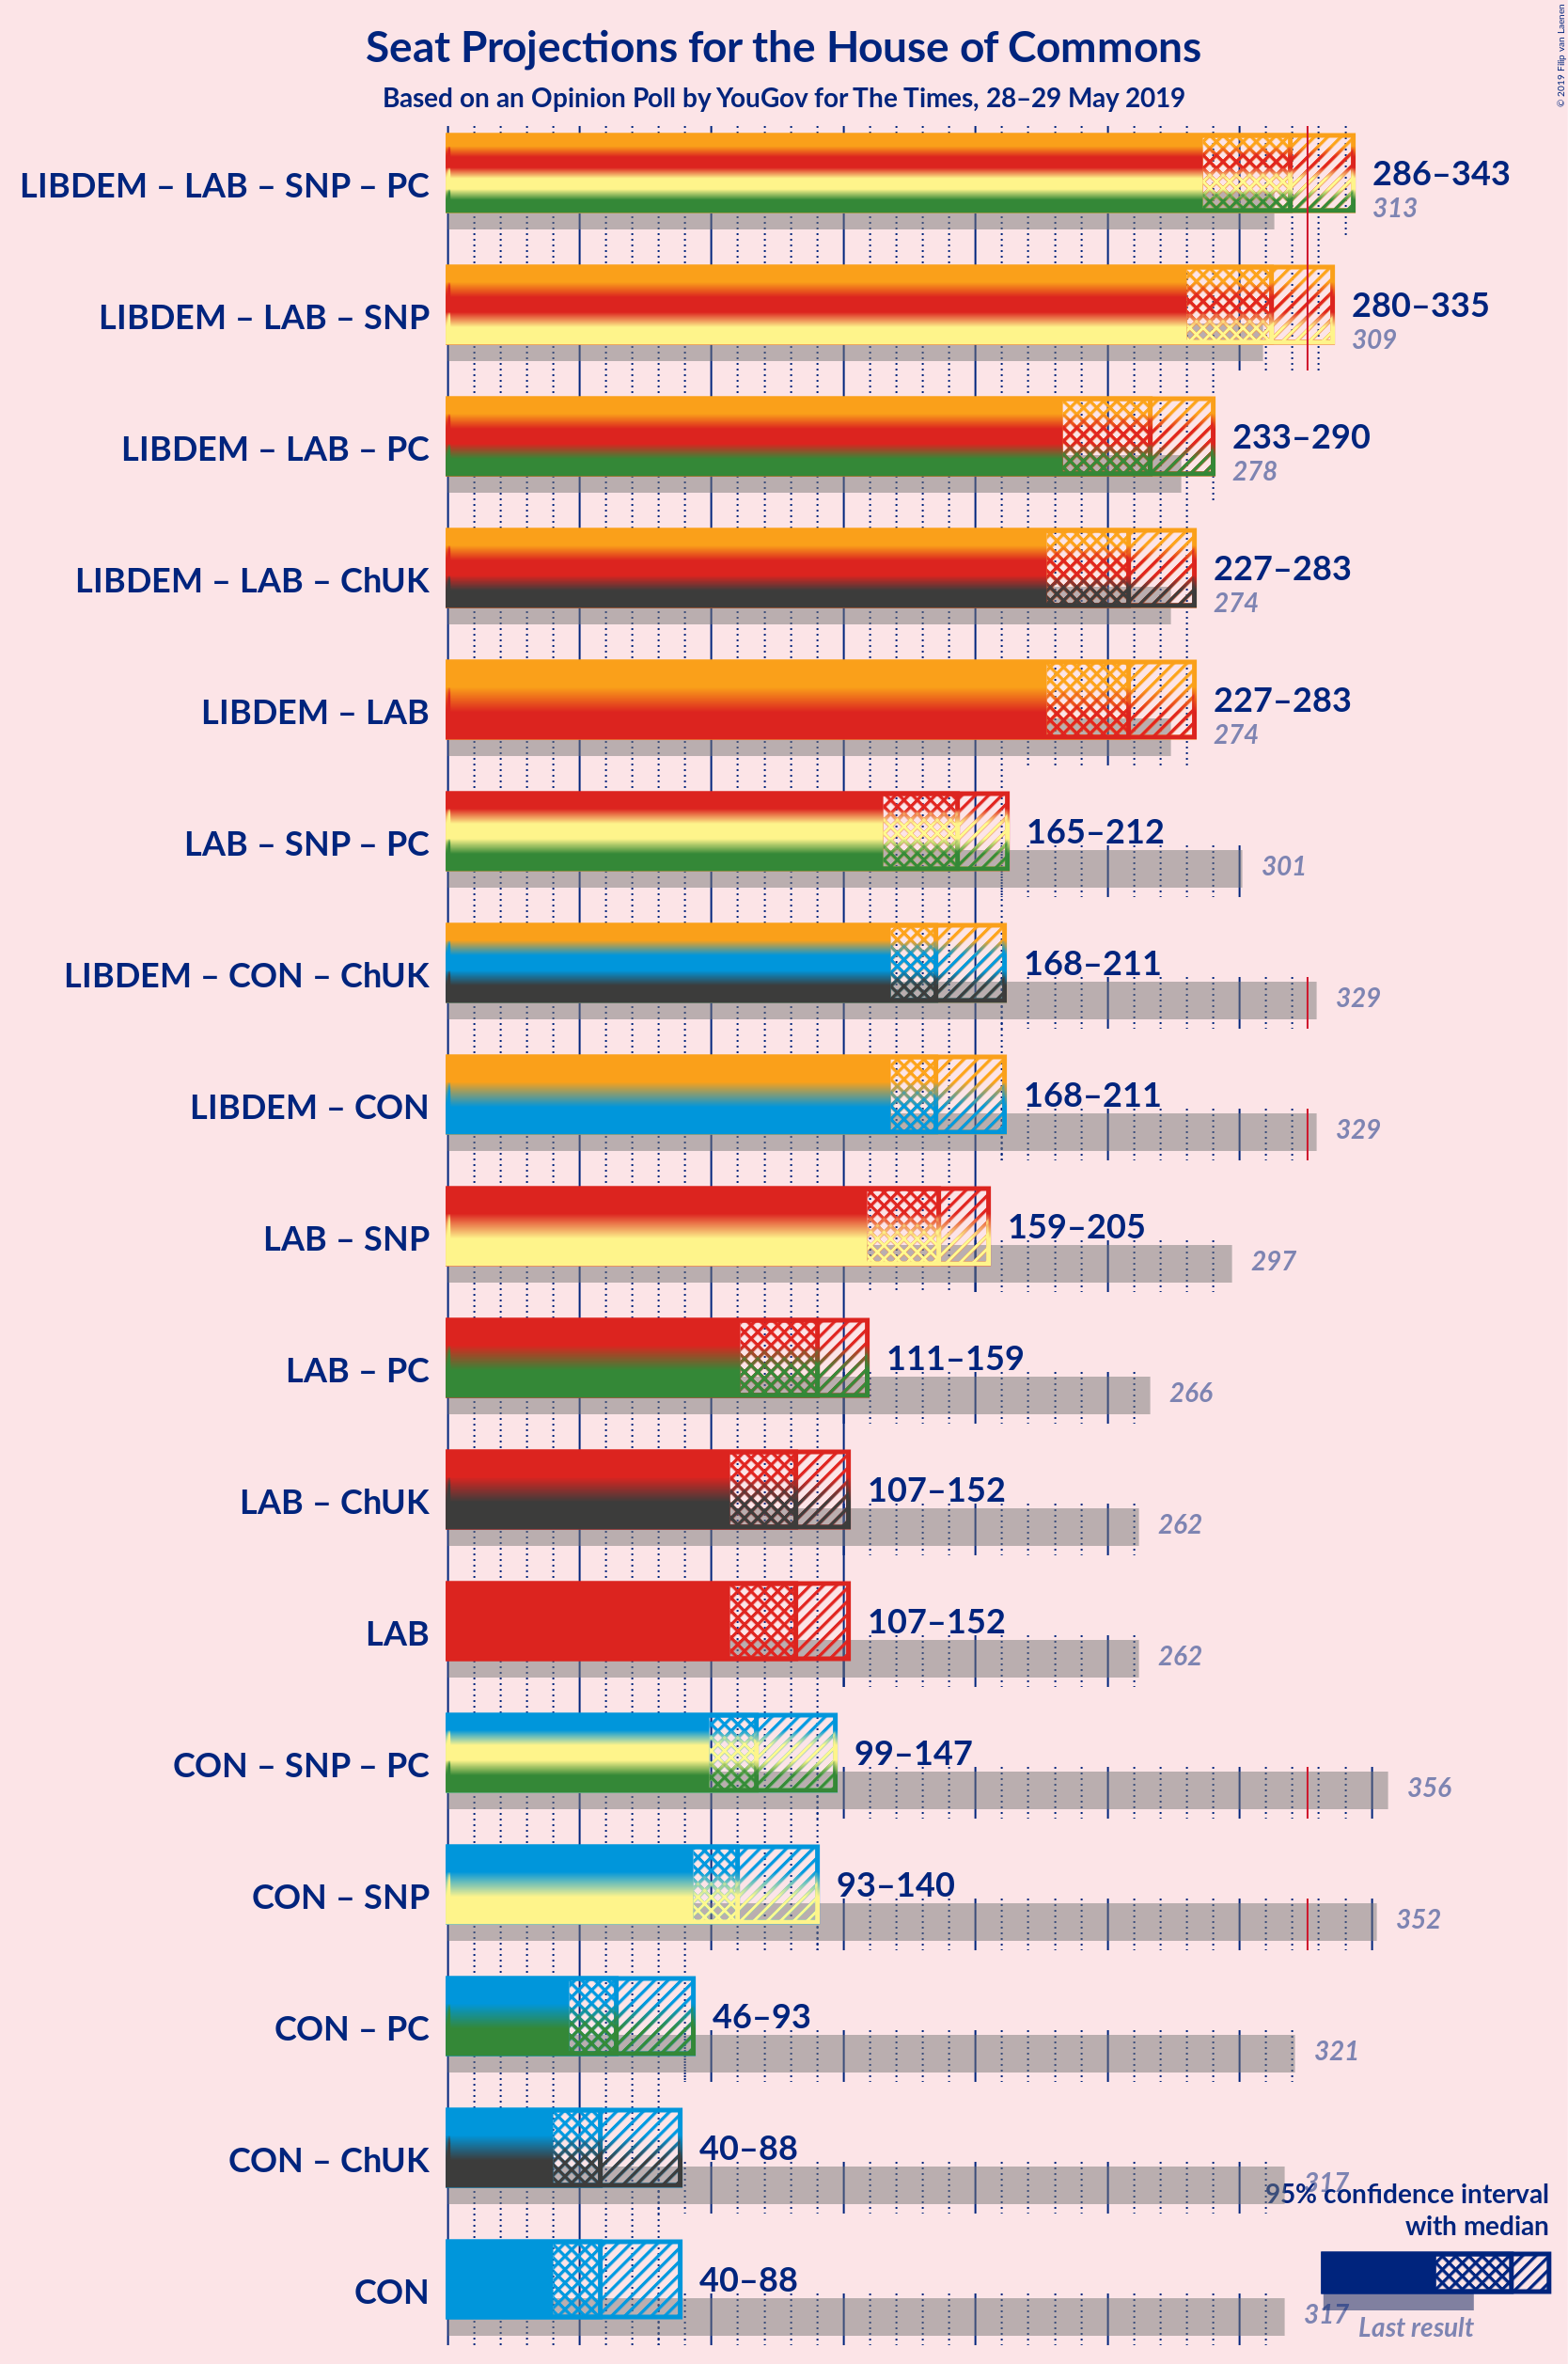 Seat Projections for the House of Commons
Based on an Opinion Poll by YouGov for The Times, 28–29 May 2019
© 2019 Filip van Laenen
LIBDEM – LAB – SNP – PC
286–343
313
LIBDEM – LAB – SNP
280–335
309
LIBDEM – LAB – PC
233–290
278
LIBDEM – LAB – ChUK
227–283
274
LIBDEM – LAB
227–283
274
LAB – SNP – PC
165–212
301
LIBDEM – CON – ChUK
168–211
329
LIBDEM – CON
168–211
329
LAB – SNP
159–205
297
LAB – PC
111–159
266
LAB – ChUK
107–152
262
LAB
107–152
262
CON – SNP – PC
99–147
356
CON – SNP
93–140
352
CON – PC
46–93
321
CON – ChUK
40–88
317
CON
40–88
317
95% confidence interval
with median
Last result